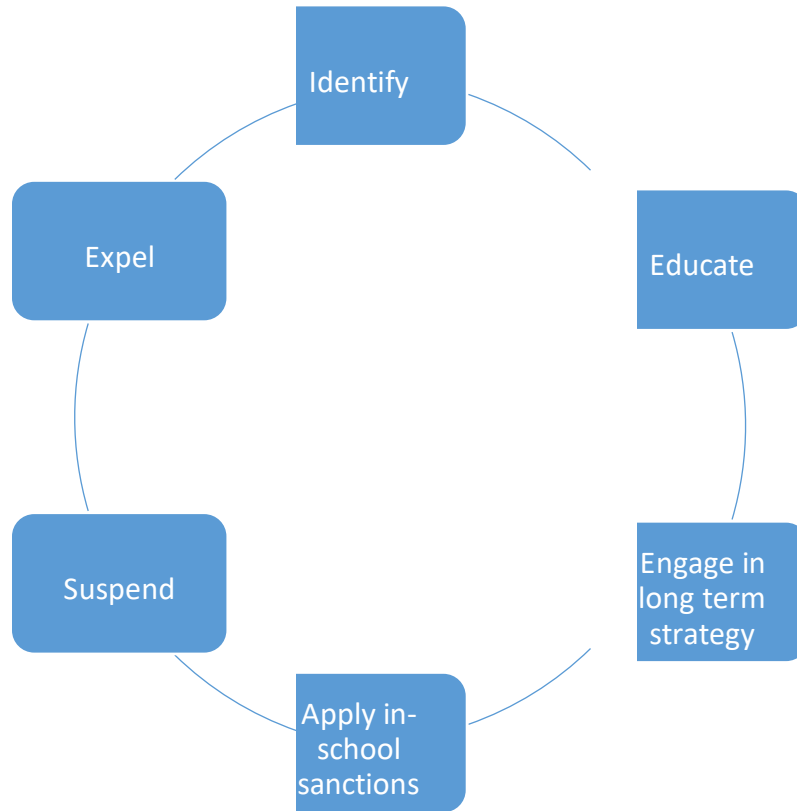 Identify
Educate
Engage in
long term
strategy
Apply in-
school
sanctions
Suspend
Expel